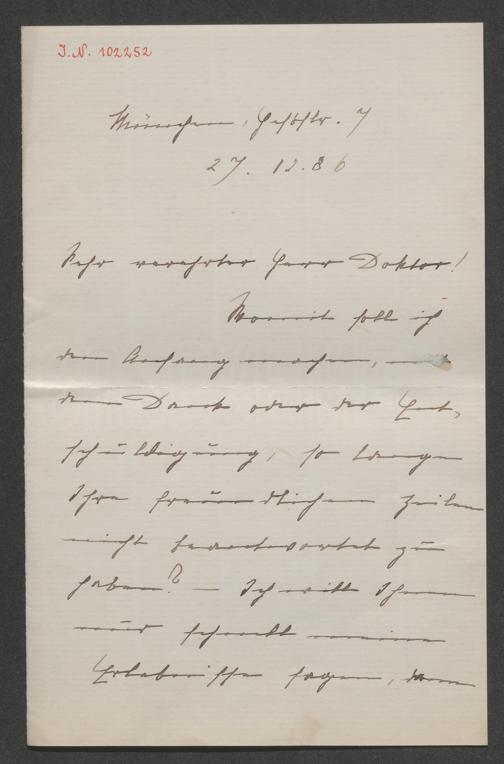 I.N. 102252
München, Heßstr. 7
27. 12. 86
Sehr verehrter Herr Doktor!
Womit soll ich
den Anfang machen, mit
dem Dank oder der Ent-
schuldigung, so lange
Ihre freundlichen Zeilen
nicht beantwortet zu
haben? — Ich will Ihnen
nur schnell meine
Erlebnisse sagen, dann